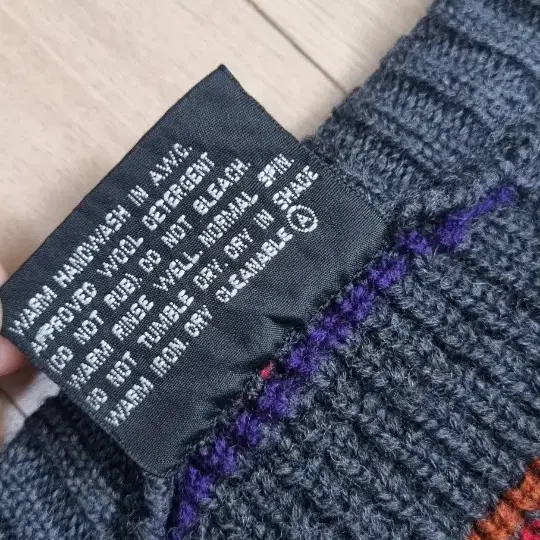 WARM HANDWASH IN A.W.C.
APPROVED WOOL DETERGENT
(DO NOT RUB). DO NOT BLEACH.
WARM RINEE WELL. NORMAL SPIN.
DO NOT TUMBLE DRY. DRY IN SHADE
WARM IRON DRY CLEANABLE Ⓐ